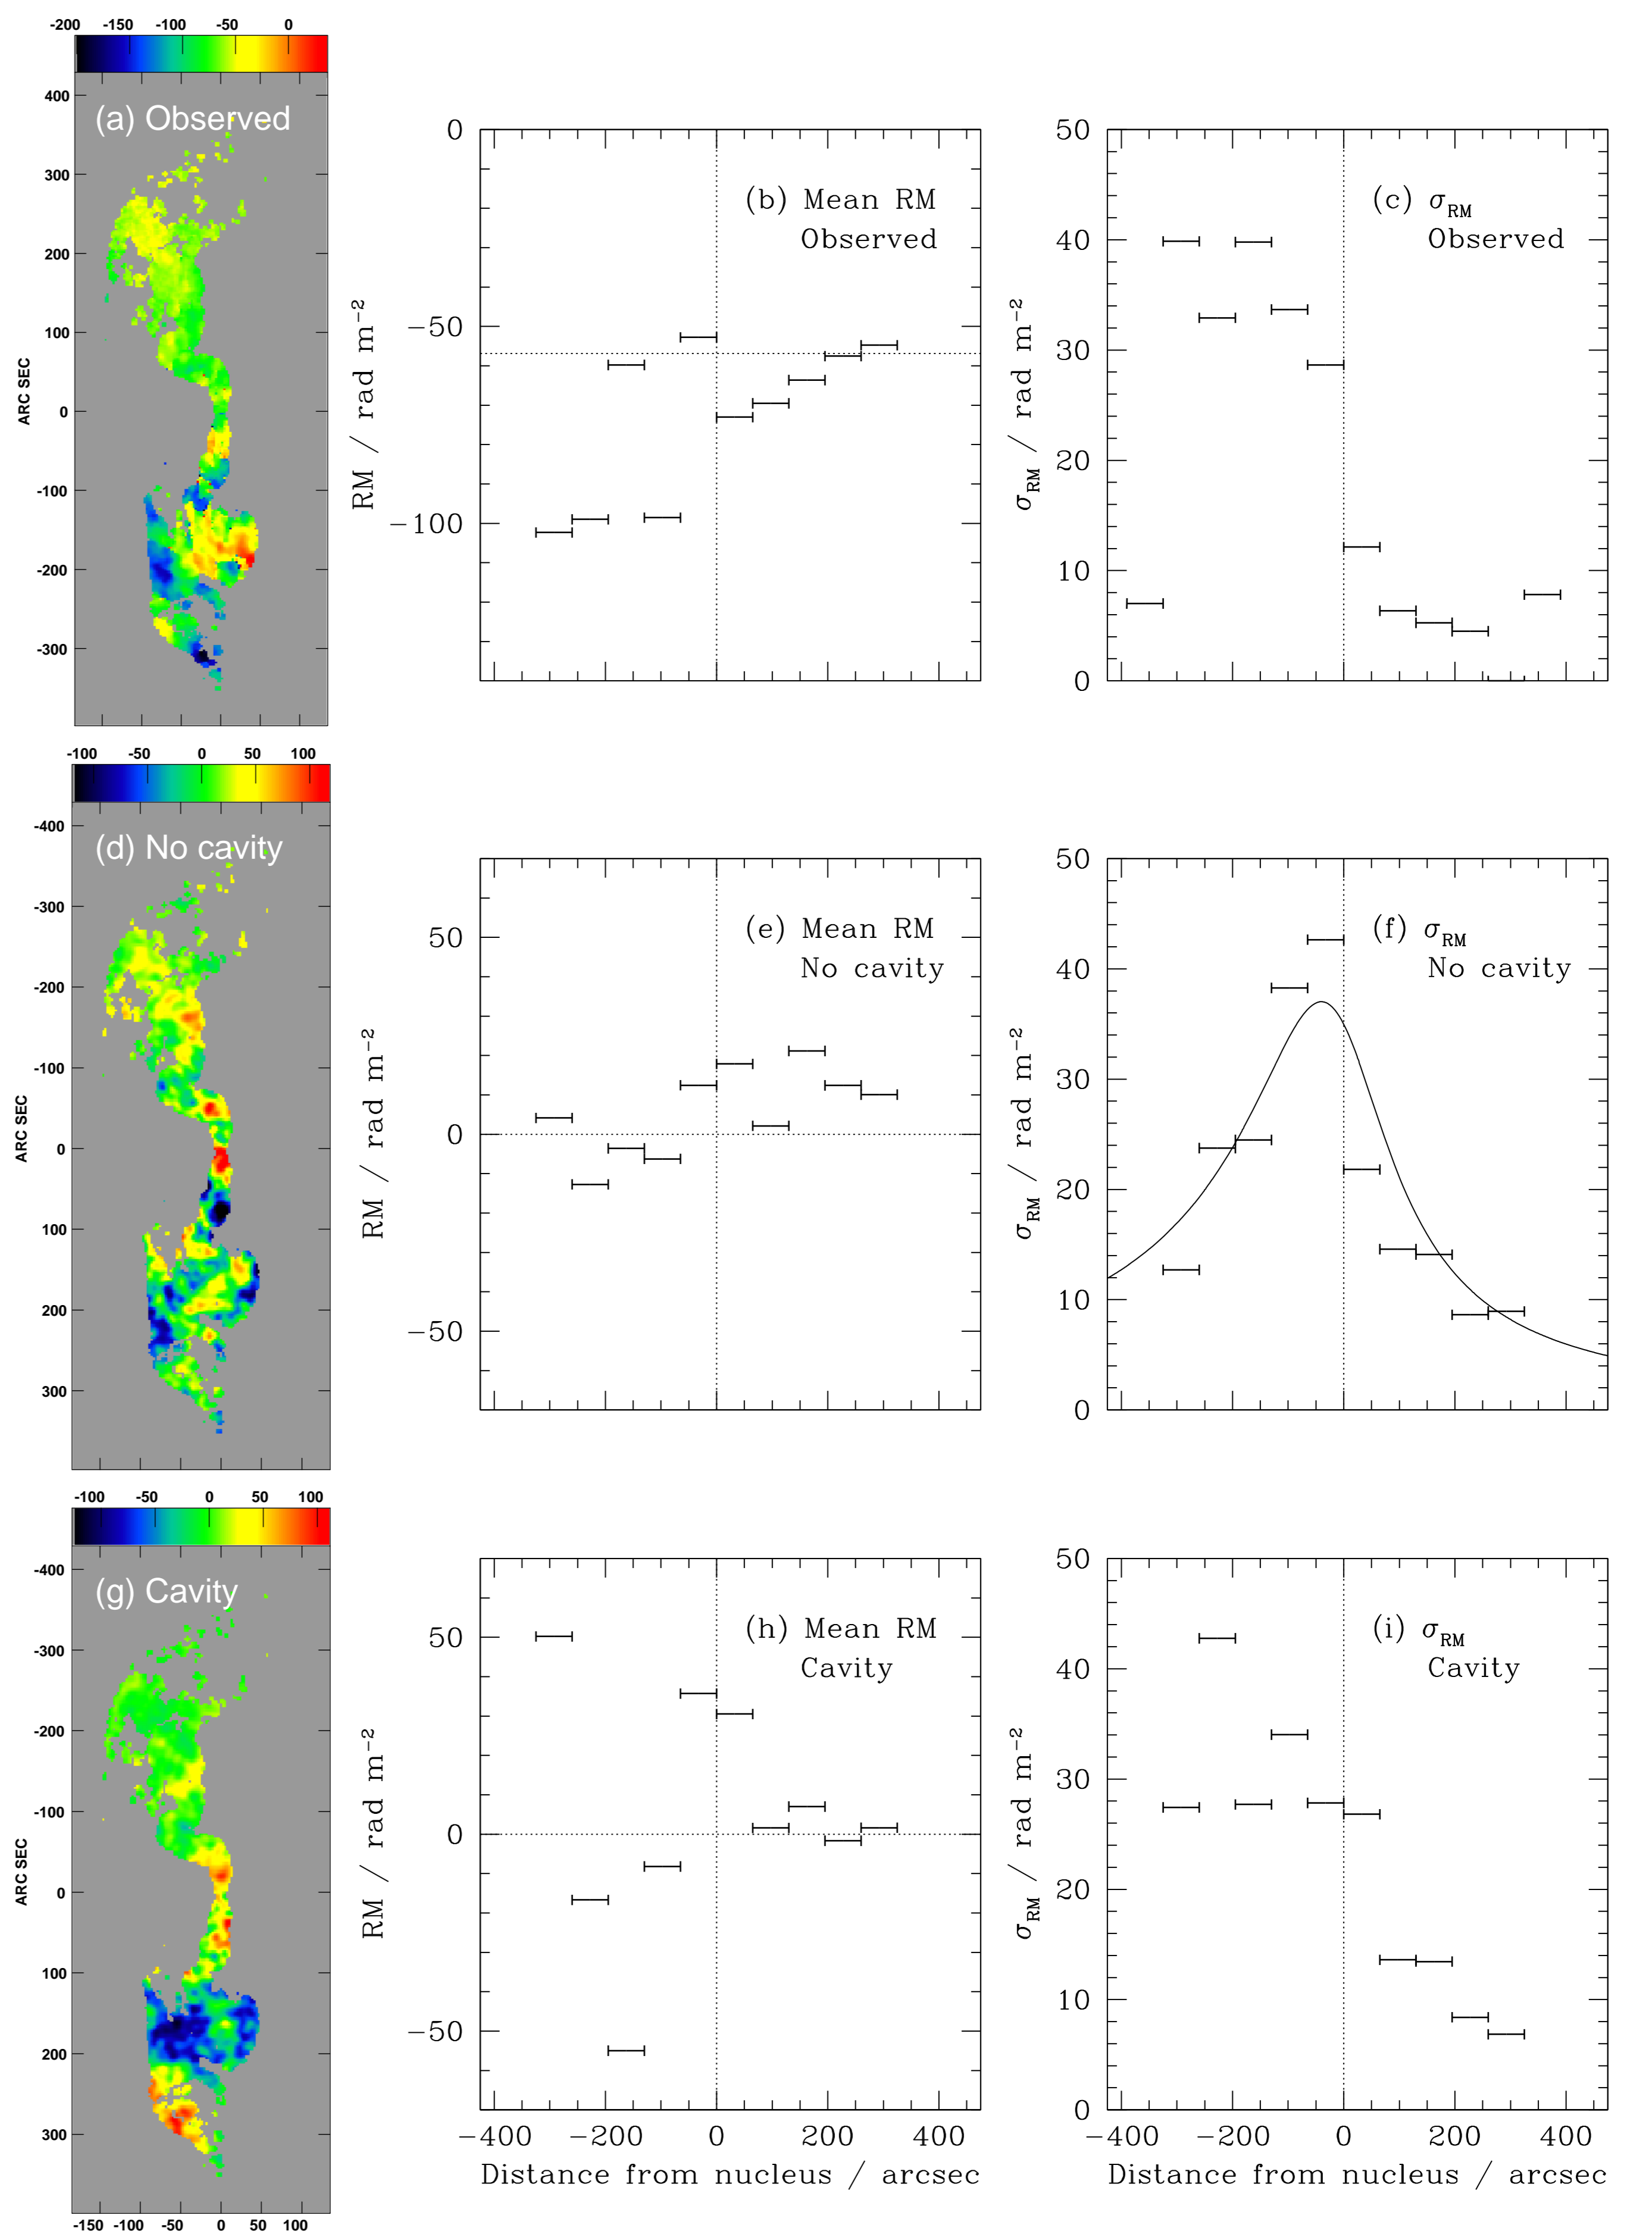 -200 -150 -100 -50 0
(a) Observed
400
300
200
100
0
-100
-200
-300
ARC SEC
0
−50
−100
RM / rad m⁻²
(b) Mean RM
Observed
50
40
30
20
10
0
σRM / rad m⁻²
(c) σRM
Observed
-100 -50 0 50 100
(d) No cavity
-400
-300
-200
-100
0
100
200
300
ARC SEC
50
0
−50
RM / rad m⁻²
(e) Mean RM
No cavity
50
40
30
20
10
0
σRM / rad m⁻²
(f) σRM
No cavity
-100 -50 0 50 100
(g) Cavity
-400
-300
-200
-100
0
100
200
300
ARC SEC
-150 -100 -50 0 50 100
50
0
−50
RM / rad m⁻²
(h) Mean RM
Cavity
−400 −200 0 200 400
Distance from nucleus / arcsec
50
40
30
20
10
0
σRM / rad m⁻²
(i) σRM
Cavity
−400 −200 0 200 400
Distance from nucleus / arcsec